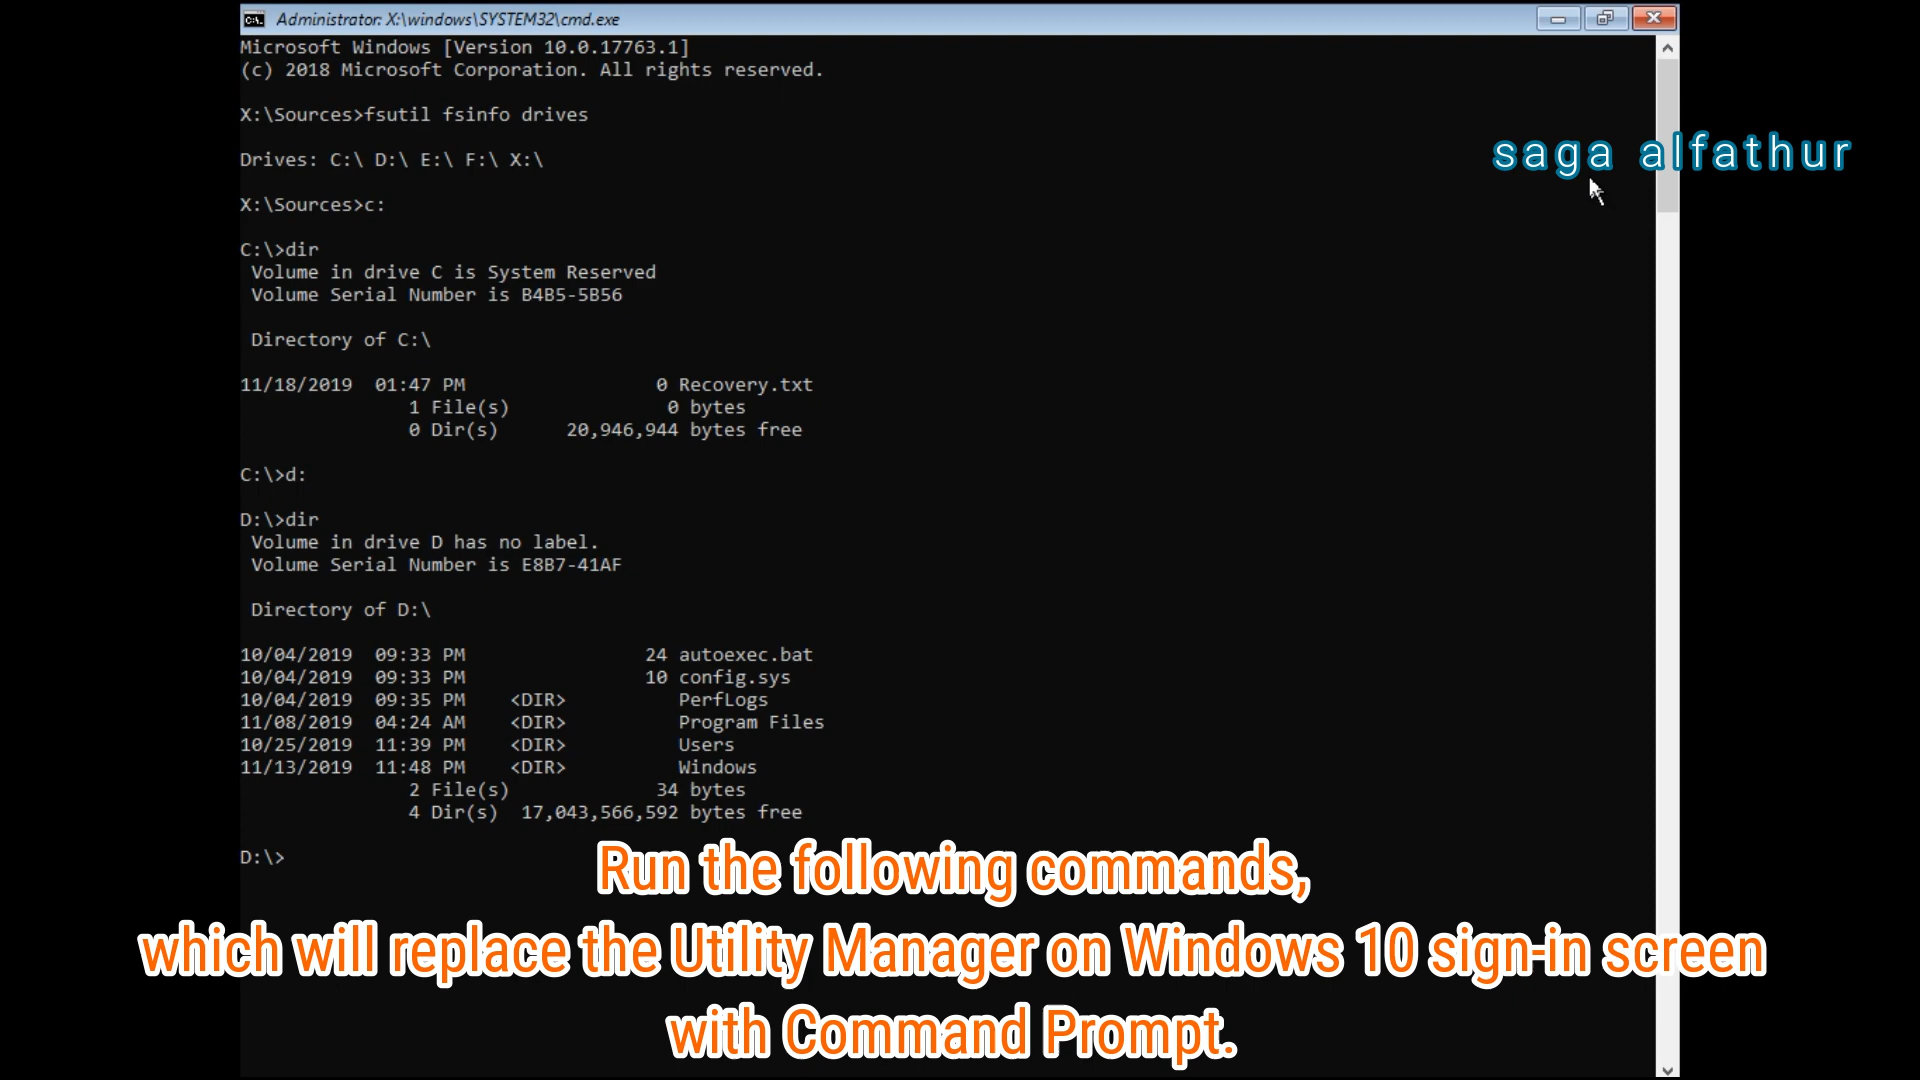 Administrator: X:\windows\SYSTEM32\cmd.exe
Microsoft Windows [Version 10.0.17763.1]
(c) 2018 Microsoft Corporation. All rights reserved.
X:\Sources>fsutil fsinfo drives
Drives: C:\ D:\ E:\ F:\ X:\
saga alfathur
X:\Sources>c:
C:\>dir
Volume in drive C is System Reserved
Volume Serial Number is B4B5-5B56
Directory of C:\
11/18/2019  01:47 PM                 0 Recovery.txt
1 File(s)              0 bytes
0 Dir(s)      20,946,944 bytes free
C:\>d:
D:\>dir
Volume in drive D has no label.
Volume Serial Number is E8B7-41AF
Directory of D:\
10/04/2019  09:33 PM                24 autoexec.bat
10/04/2019  09:33 PM                10 config.sys
10/04/2019  09:35 PM    <DIR>          PerfLogs
11/08/2019  04:24 AM    <DIR>          Program Files
10/25/2019  11:39 PM    <DIR>          Users
11/13/2019  11:48 PM    <DIR>          Windows
2 File(s)             34 bytes
4 Dir(s)  17,043,566,592 bytes free
D:\>
Run the following commands,
which will replace the Utility Manager on Windows 10 sign-in screen
with Command Prompt.